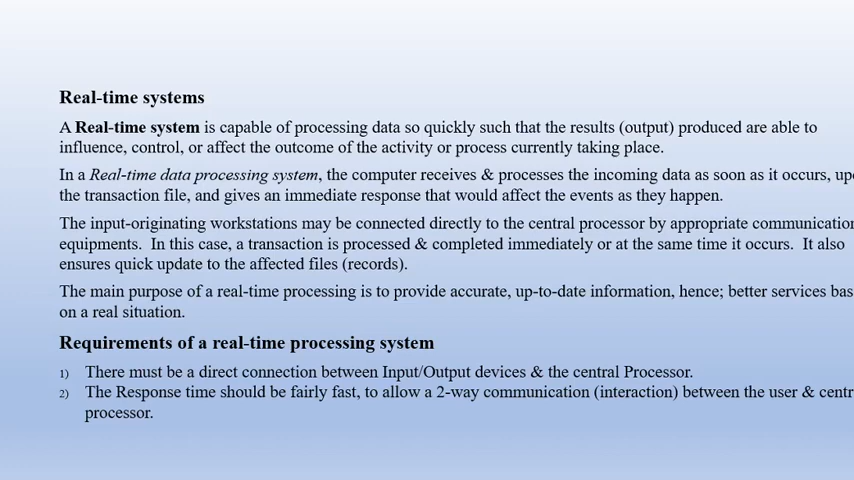 Real-time systems
A Real-time system is capable of processing data so quickly such that the results (output) produced are able to
influence, control, or affect the outcome of the activity or process currently taking place.
In a Real-time data processing system, the computer receives & processes the incoming data as soon as it occurs,
the transaction file, and gives an immediate response that would affect the events as they happen.
The input-originating workstations may be connected directly to the central processor by appropriate communication
equipments. In this case, a transaction is processed & completed immediately or at the same time it occurs. It also
ensures quick update to the affected files (records).
The main purpose of a real-time processing is to provide accurate, up-to-date information, hence; better services
on a real situation.
Requirements of a real-time processing system
1) There must be a direct connection between Input/Output devices & the central Processor.
2) The Response time should be fairly fast, to allow a 2-way communication (interaction) between the user &
processor.